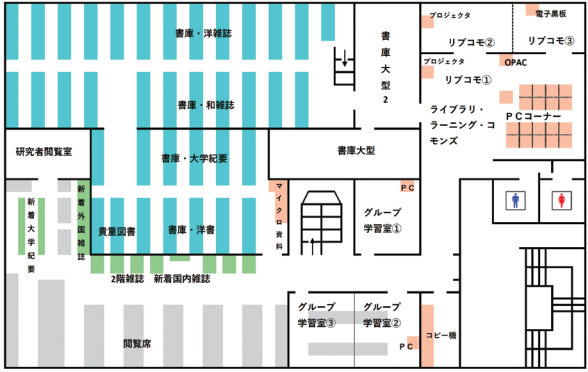 書庫・洋雑誌
書庫大型2
プロジェクタ
電子黒板
リブコモ②
リブコモ③
プロジェクタ
OPAC
リブコモ①
書庫・和雑誌
ライブラリ・
ラーニング・コ
モンズ
PCコーナー
研究者閲覧室
書庫・大学紀要
書庫大型
新着大学紀要
新着外国雑誌
マイクロ資料
PC
グループ
学習室①
貴重図書
書庫・洋書
2階雑誌
新着国内雑誌
グループ
学習室③
グループ
学習室②
閲覧席
PC
コピー機